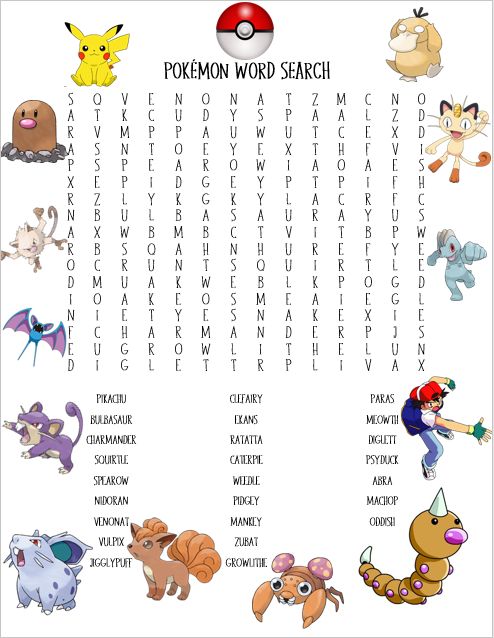 POKÉMON WORD SEARCH
S Q V E N O N A T Z M C N O
A T K C U D Y S P A A L Z D
R V M P P A U W U T C E X D
A S N T O E Y E X T H F V I
P S P E A R O W I A O A E S
X E P I D G E Y P T P I F H
R Z L Y K G K Y L A C R F C
N B U L B A S A U R A Y U S
A X W B M B C T V I T B P W
R B S Q A H N H U R E F Y E
O C R U N T S Q U I R T L E
D M U A K W E B L K P O G D
I O A K E O S M E A I E G L
N I E T Y E S N A K E X I E
F C H A R M A N D E R P J S
E U G R O W L I T H E L U N
D I G L E T T R P L I V A X
PIKACHU
BULBASAUR
CHARMANDER
SQUIRTLE
SPEAROW
NIDORAN
VENONAT
VULPIX
JIGGLYPUFF
CLEFAIRY
EKANS
RATATTA
CATERPIE
WEEDLE
PIDGEY
MANKEY
ZUBAT
GROWLITHE
PARAS
MEOWTH
DIGLETT
PSYDUCK
ABRA
MACHOP
ODDISH